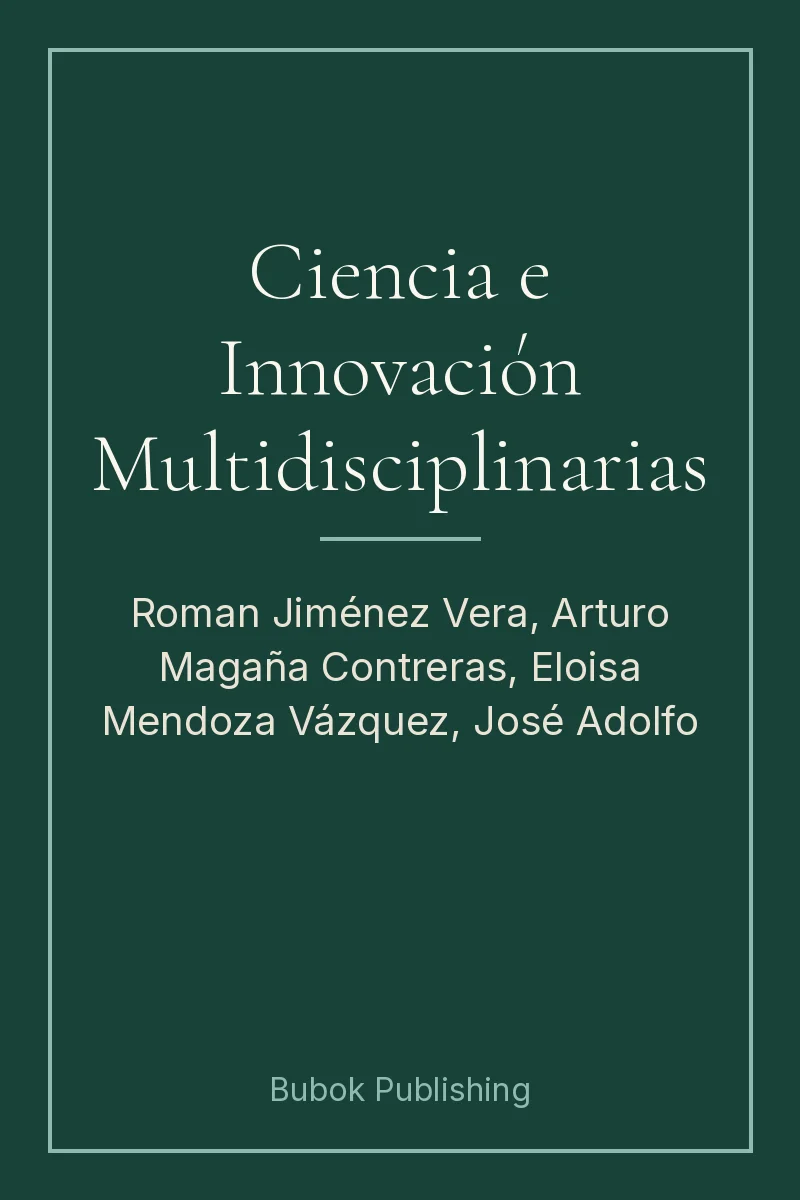 Ciencia e
Innovación
Multidisciplinarias
Roman Jiménez Vera, Arturo
Magaña Contreras, Eloisa
Mendoza Vázquez, José Adolfo
Bubok Publishing